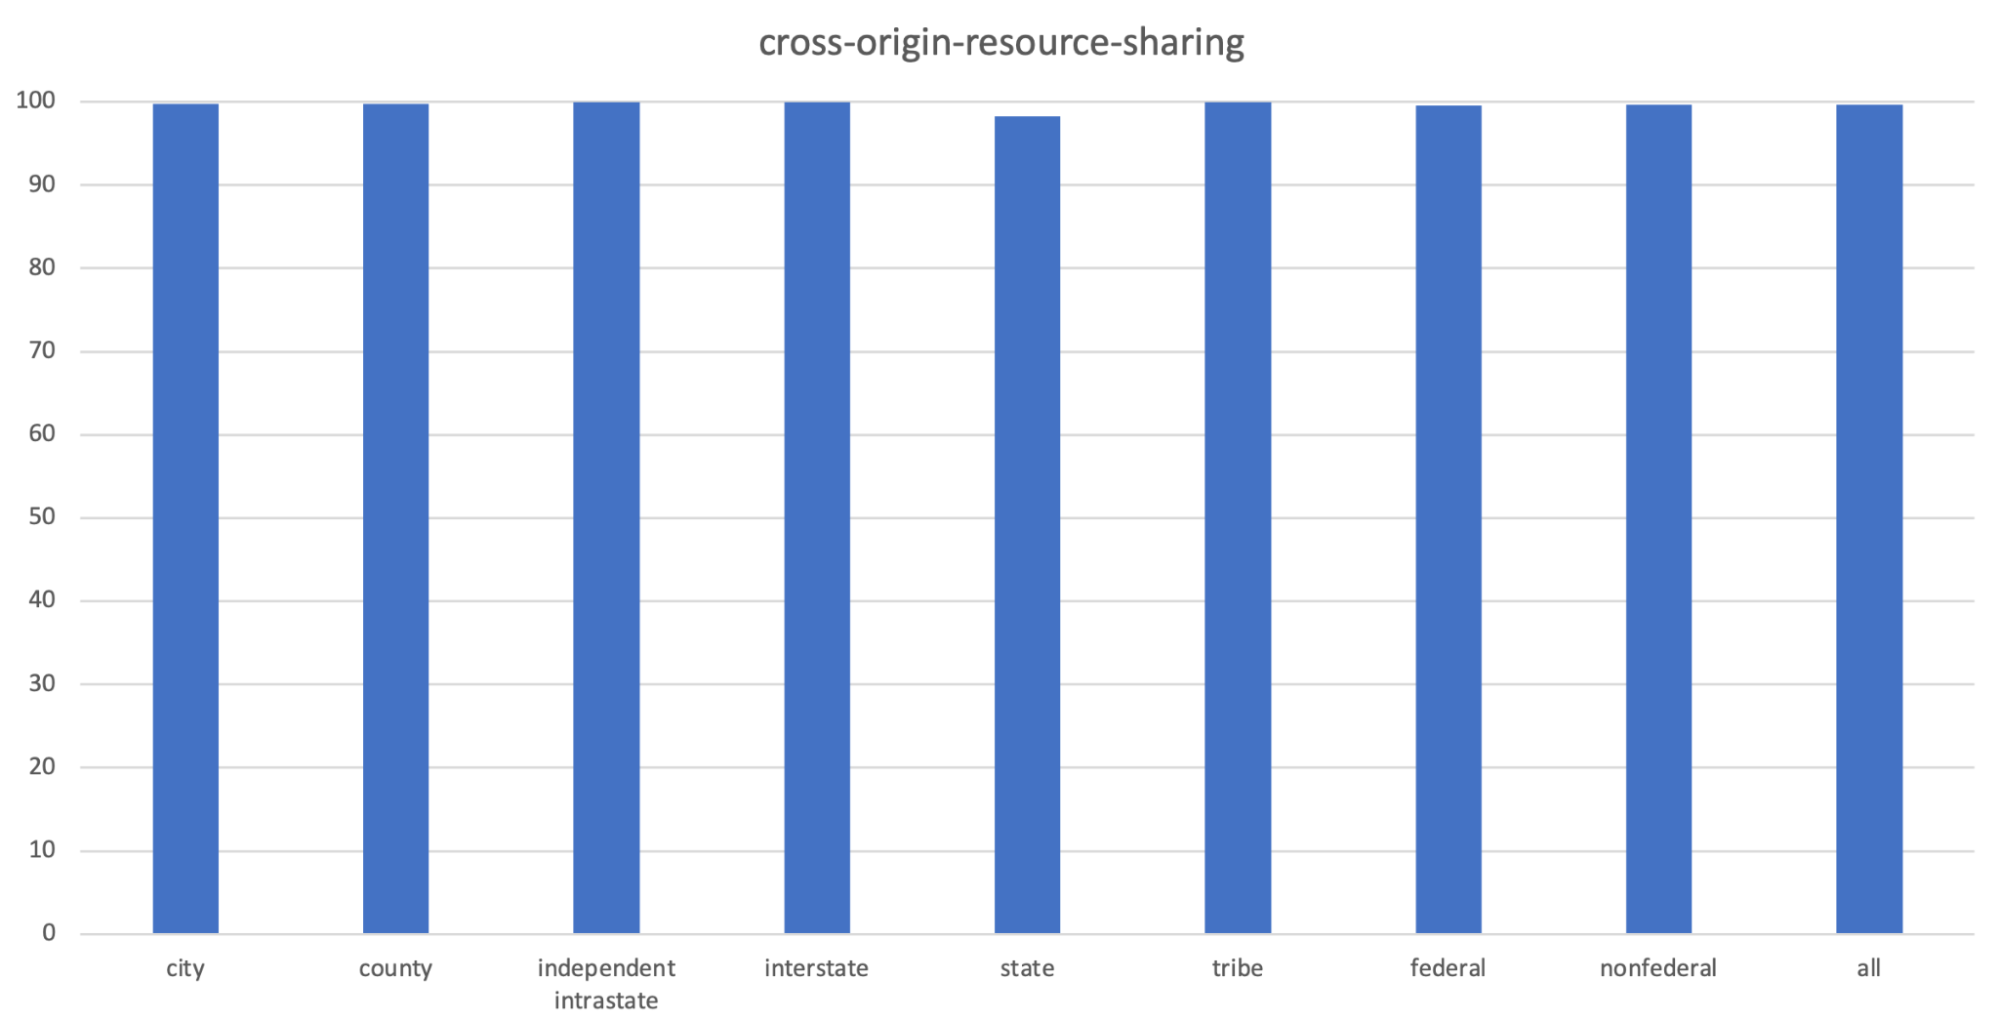 cross-origin-resource-sharing
100
90
80
70
60
50
40
30
20
10
0
city
county
independent
intrastate
interstate
state
tribe
federal
nonfederal
all